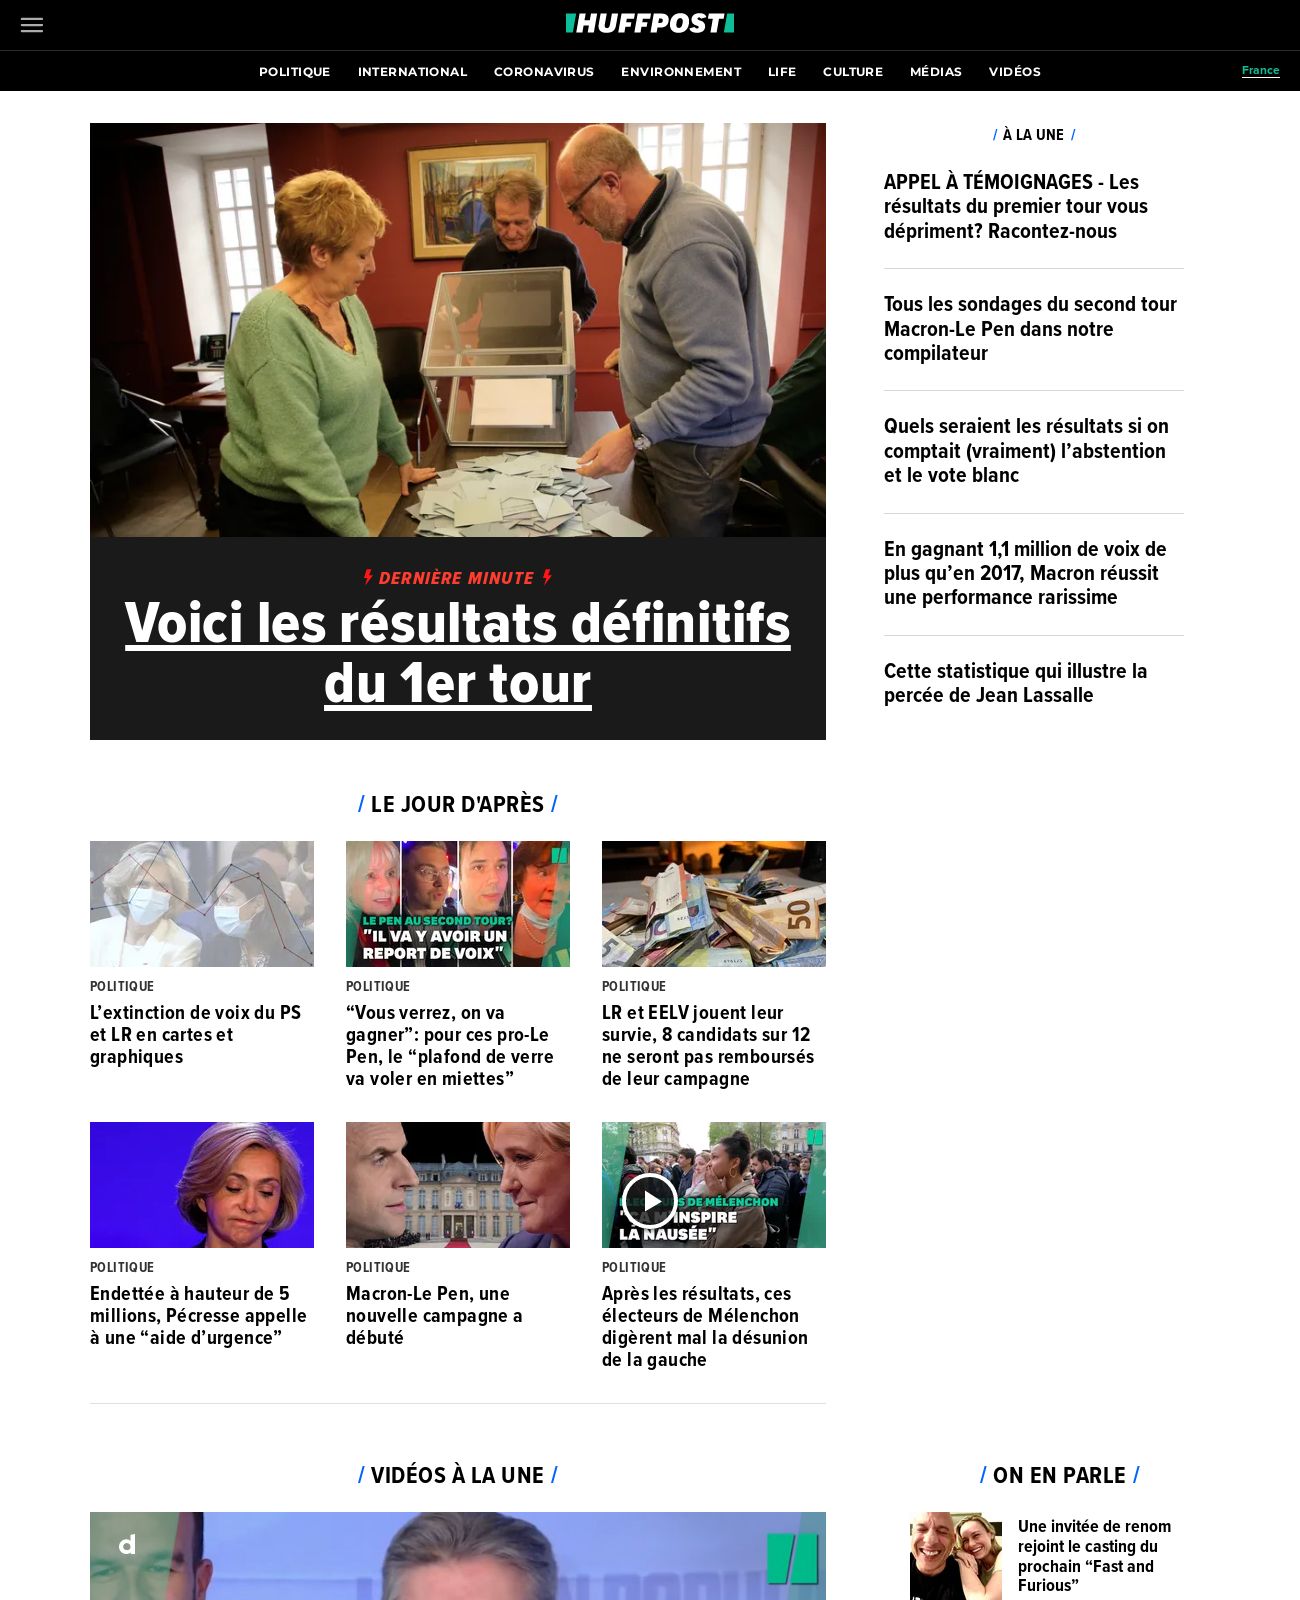 HUFFPOST
POLITIQUE INTERNATIONAL CORONAVIRUS ENVIRONNEMENT LIFE CULTURE MÉDIAS VIDÉOS France
DERNIÈRE MINUTE
Voici les résultats définitifs
du 1er tour
/ À LA UNE /
APPEL À TÉMOIGNAGES - Les
résultats du premier tour vous
dépriment? Racontez-nous
Tous les sondages du second tour
Macron-Le Pen dans notre
compilateur
Quels seraient les résultats si on
comptait (vraiment) l’abstention
et le vote blanc
En gagnant 1,1 million de voix de
plus qu’en 2017, Macron réussit
une performance rarissime
Cette statistique qui illustre la
percée de Jean Lassalle
/ LE JOUR D'APRÈS /
POLITIQUE
L’extinction de voix du PS
et LR en cartes et
graphiques
LE PEN AU SECOND TOUR?
"IL VA Y AVOIR UN
REPORT DE VOIX"
POLITIQUE
“Vous verrez, on va
gagner”: pour ces pro-Le
Pen, le “plafond de verre
va voler en miettes”
50
POLITIQUE
LR et EELV jouent leur
survie, 8 candidats sur 12
ne seront pas remboursés
de leur campagne
POLITIQUE
Endettée à hauteur de 5
millions, Pécresse appelle
à une “aide d’urgence”
POLITIQUE
Macron-Le Pen, une
nouvelle campagne a
débuté
DE MÉLENCHON
M'INSPIRE
LA NAUSÉE"
POLITIQUE
Après les résultats, ces
électeurs de Mélenchon
digèrent mal la désunion
de la gauche
/ VIDÉOS À LA UNE /
d
/ ON EN PARLE /
Une invitée de renom
rejoint le casting du
prochain “Fast and
Furious”